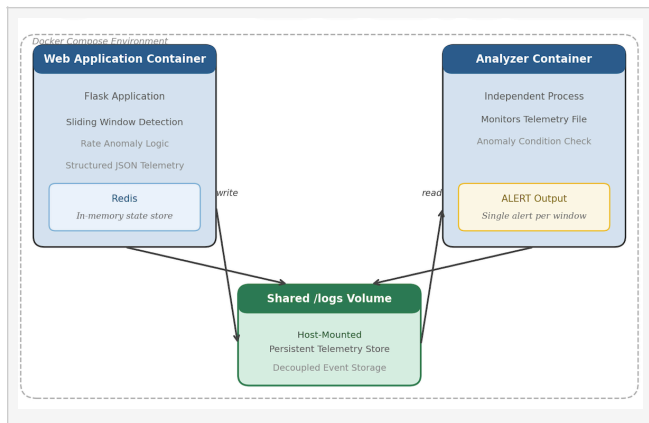 Docker Compose Environment
Web Application Container
Flask Application
Sliding Window Detection
Rate Anomaly Logic
Structured JSON Telemetry
Redis
In-memory state store
Analyzer Container
Independent Process
Monitors Telemetry File
Anomaly Condition Check
ALERT Output
Single alert per window
write
read
Shared /logs Volume
Host-Mounted
Persistent Telemetry Store
Decoupled Event Storage